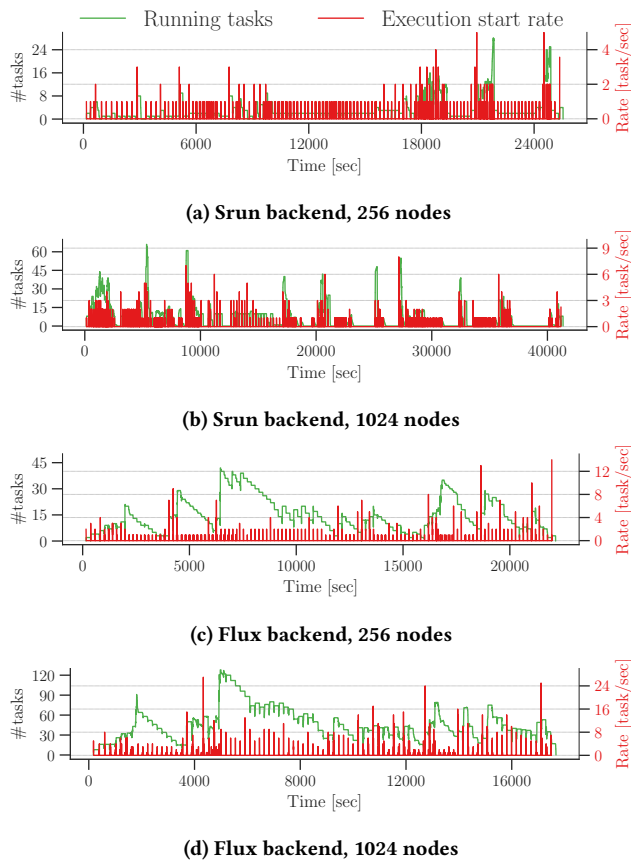 Running tasks Execution start rate
#tasks
24
16
8
0
4
2
0
Rate [task/sec]
0 6000 12000 18000 24000
Time [sec]
(a) Srun backend, 256 nodes
#tasks
60
45
30
15
0
9
6
3
0
Rate [task/sec]
0 10000 20000 30000 40000
Time [sec]
(b) Srun backend, 1024 nodes
#tasks
45
30
15
0
12
8
4
0
Rate [task/sec]
0 5000 10000 15000 20000
Time [sec]
(c) Flux backend, 256 nodes
#tasks
120
90
60
30
0
24
16
8
0
Rate [task/sec]
0 4000 8000 12000 16000
Time [sec]
(d) Flux backend, 1024 nodes